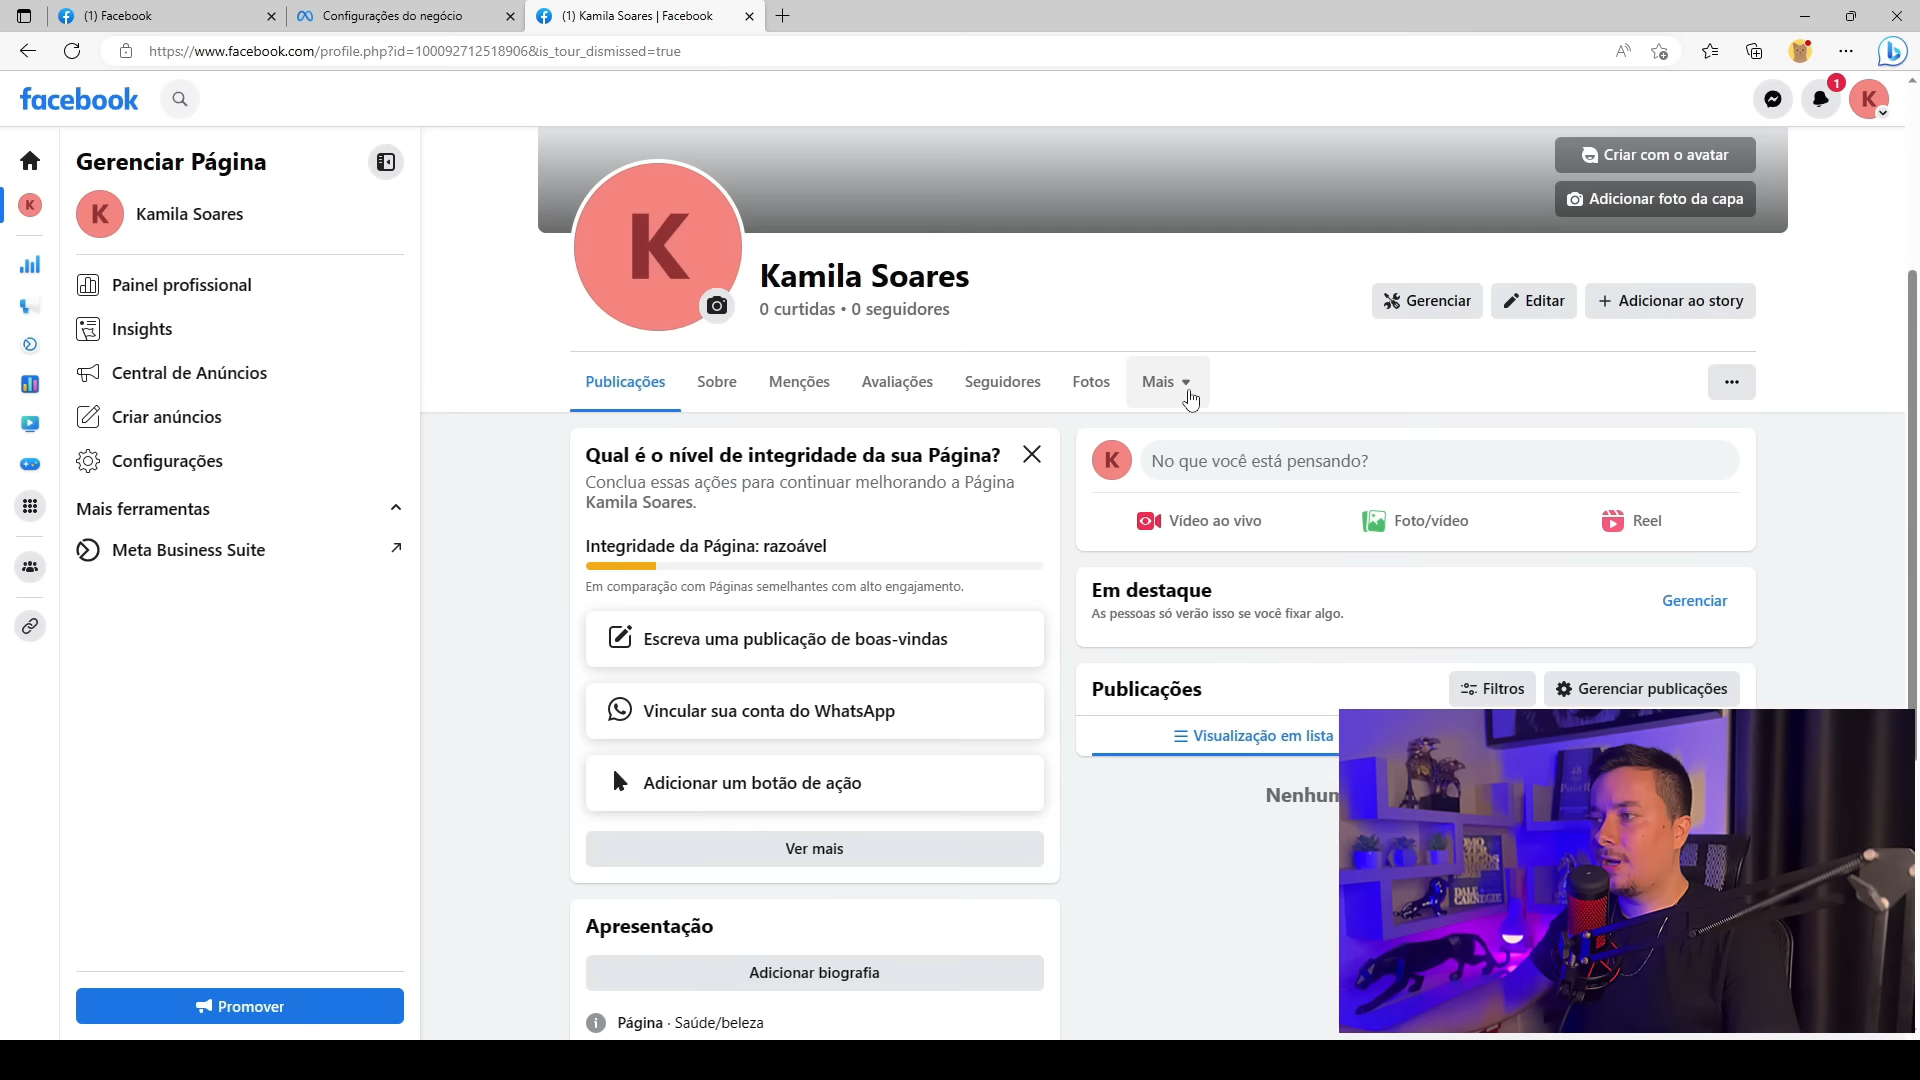 (1) Facebook
Configurações do negócio
(1) Kamila Soares | Facebook
https://www.facebook.com/profile.php?id=100092712518906&is_tour_dismissed=true
facebook
1
K
Gerenciar Página
K
K
Kamila Soares
Painel profissional
Insights
Central de Anúncios
Criar anúncios
Configurações
Mais ferramentas
Meta Business Suite
Promover
Criar com o avatar
Adicionar foto da capa
K
Kamila Soares
0 curtidas • 0 seguidores
Gerenciar
Editar
Adicionar ao story
Publicações
Sobre
Menções
Avaliações
Seguidores
Fotos
Mais
Qual é o nível de integridade da sua Página?
Conclua essas ações para continuar melhorando a Página
Kamila Soares.
Integridade da Página: razoável
Em comparação com Páginas semelhantes com alto engajamento.
Escreva uma publicação de boas-vindas
Vincular sua conta do WhatsApp
Adicionar um botão de ação
Ver mais
Apresentação
Adicionar biografia
Página · Saúde/beleza
K
No que você está pensando?
Vídeo ao vivo
Foto/vídeo
Reel
Em destaque
As pessoas só verão isso se você fixar algo.
Gerenciar
Publicações
Filtros
Gerenciar publicações
Visualização em lista
DALE
CARNEGIE